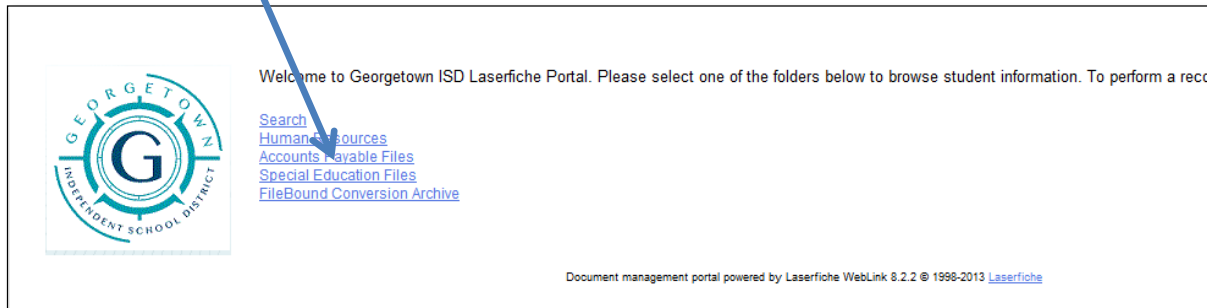 Welcome to Georgetown ISD Laserfiche Portal. Please select one of the folders below to browse student information. To perform a reco
GEORGETOWN
INDEPENDENT SCHOOL DISTRICT
G
Search
Human Resources
Accounts Payable Files
Special Education Files
FileBound Conversion Archive
Document management portal powered by Laserfiche WebLink 8.2.2 © 1998-2013 Laserfiche